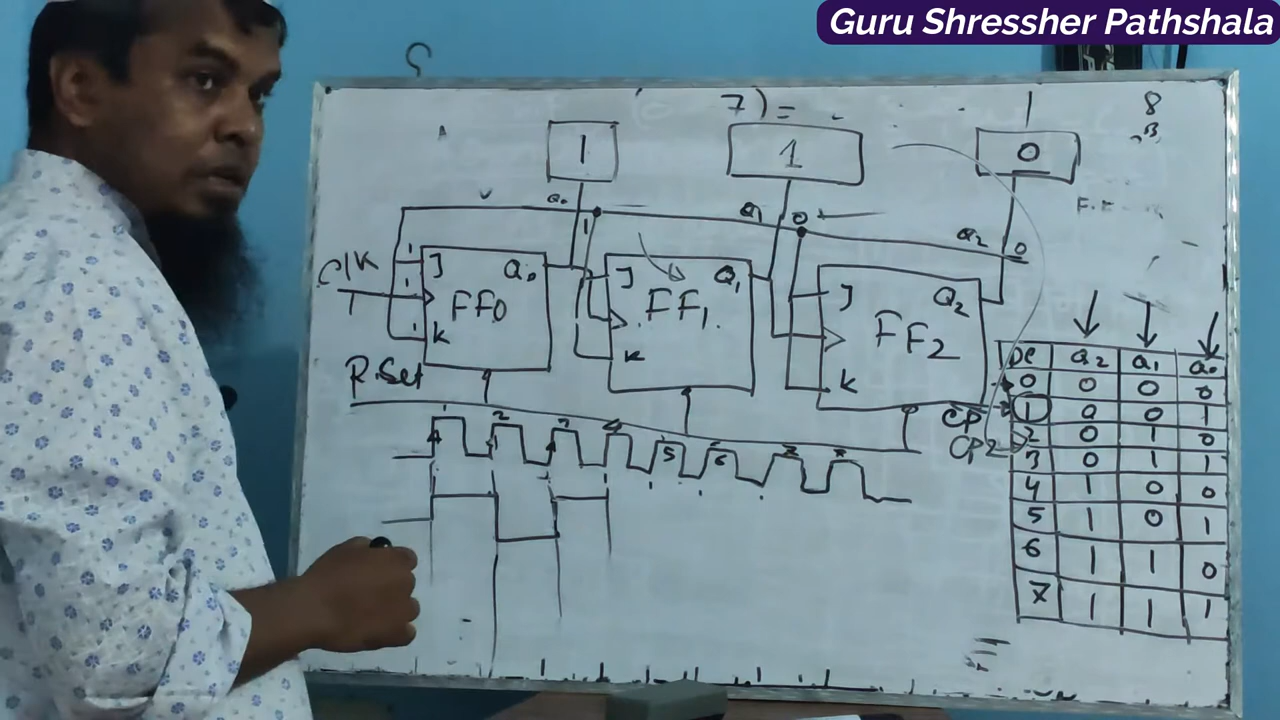 Guru Shressher Pathshala
7) =
8
1 1 0
Q0 Q1 0 Q2 0
Clk
1 J Q0
1 FF0
1 K
J Q1
FF1
K
J Q2
FF2
K
R.Set
2 3 4 5 6
CP
CP2
DC Q2 Q1 Q0
0 0 0 0
1 0 0 1
2 0 1 0
3 0 1 1
4 1 0 0
5 1 0 1
6 1 1 0
7 1 1 1